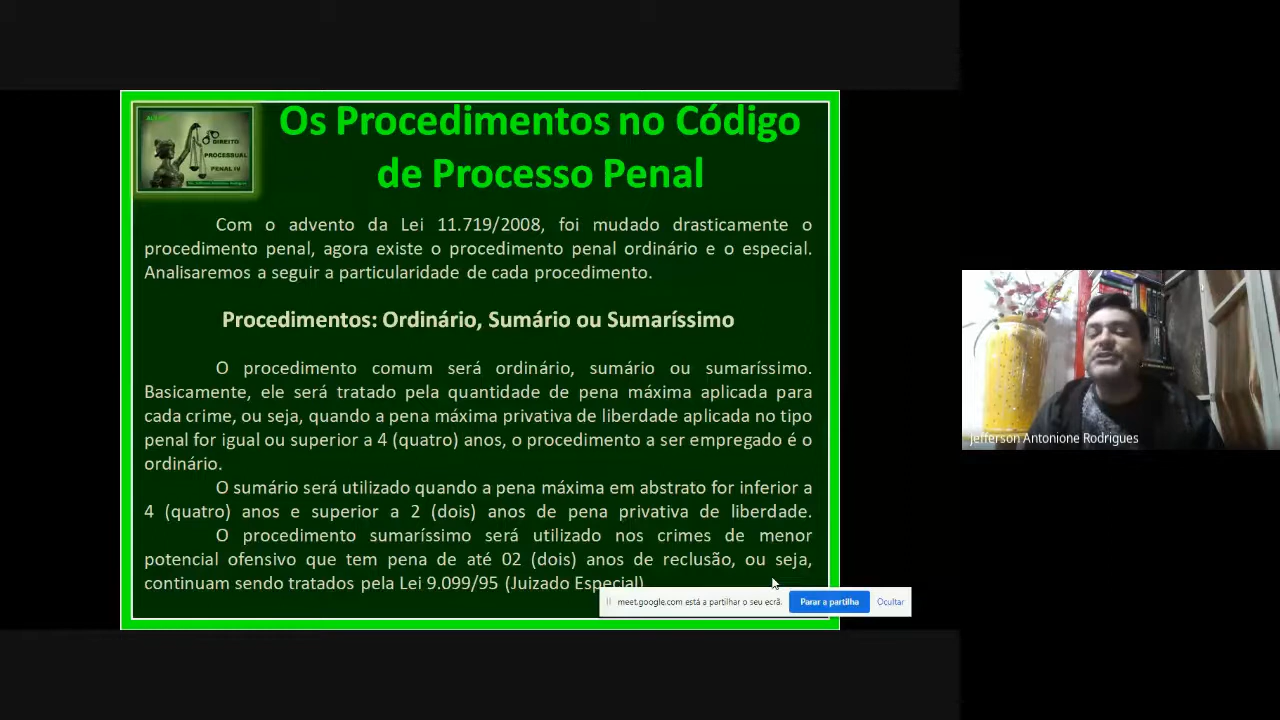 Os Procedimentos no Código
de Processo Penal
DIREITO
PROCESSUAL
PENAL IV
Com o advento da Lei 11.719/2008, foi mudado drasticamente o
procedimento penal, agora existe o procedimento penal ordinário e o especial.
Analisaremos a seguir a particularidade de cada procedimento.
Procedimentos: Ordinário, Sumário ou Sumaríssimo
O procedimento comum será ordinário, sumário ou sumaríssimo.
Basicamente, ele será tratado pela quantidade de pena máxima aplicada para
cada crime, ou seja, quando a pena máxima privativa de liberdade aplicada no tipo
penal for igual ou superior a 4 (quatro) anos, o procedimento a ser empregado é o
ordinário.
O sumário será utilizado quando a pena máxima em abstrato for inferior a
4 (quatro) anos e superior a 2 (dois) anos de pena privativa de liberdade.
O procedimento sumaríssimo será utilizado nos crimes de menor
potencial ofensivo que tem pena de até 02 (dois) anos de reclusão, ou seja,
continuam sendo tratados pela Lei 9.099/95 (Juizado Especial)
meet.google.com está a partilhar o seu ecrã.
Parar a partilha
Ocultar
Jefferson Antonione Rodrigues